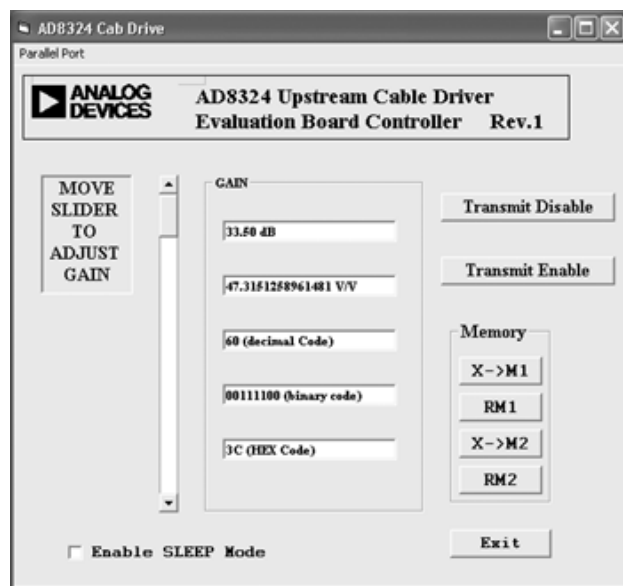 AD8324 Cab Drive
Parallel Port
ANALOG
DEVICES
AD8324 Upstream Cable Driver
Evaluation Board Controller Rev.1
MOVE
SLIDER
TO
ADJUST
GAIN
GAIN
33.50 dB
47.3151258961481 V/V
60 (decimal Code)
00111100 (binary code)
3C (HEX Code)
Transmit Disable
Transmit Enable
Memory
X->M1
RM1
X->M2
RM2
Enable SLEEP Mode
Exit